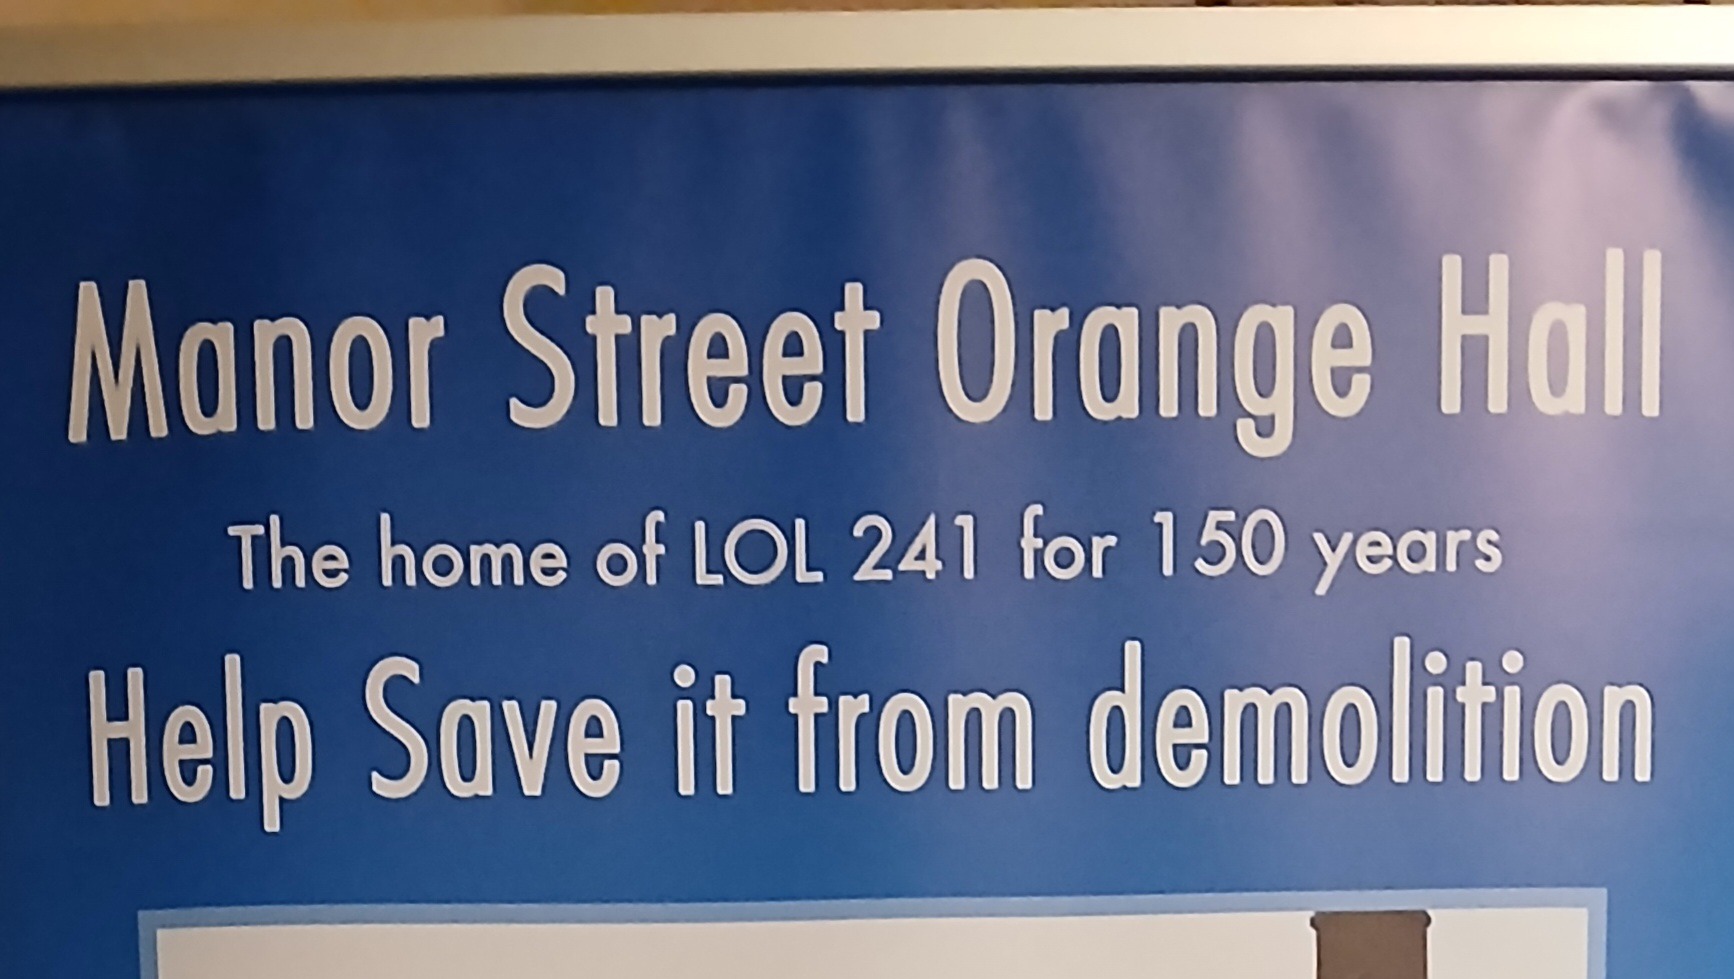 Manor Street Orange Hall
The home of LOL 241 for 150 years
Help Save it from demolition